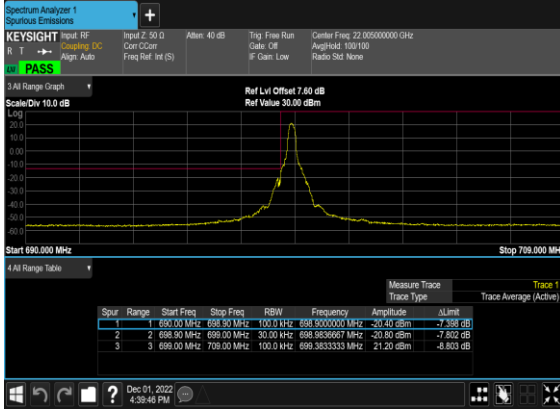 Spectrum Analyzer 1
Spurious Emissions
+
KEYSIGHT Input: RF Input Z: 50 Ω Atten: 40 dB Trig: Free Run Center Freq: 22.005000000 GHz
R T Coupling: DC Corr CCorr Gate: Off Avg|Hold: 100/100
Align: Auto Freq Ref: Int (S) IF Gain: Low Radio Std: None
PASS
3 All Range Graph
Ref Lvl Offset 7.60 dB
Scale/Div 10.0 dB Ref Value 30.00 dBm
Log
20.0
10.0
0.00
-10.0
-20.0
-30.0
-40.0
-50.0
-60.0
Start 690.000 MHz Stop 709.000 MH
4 All Range Table
Measure Trace Trace 1
Trace Type Trace Average (Active)
Spur Range Start Freq Stop Freq RBW Frequency Amplitude ΔLimit
1 1 690.00 MHz 698.90 MHz 100.0 kHz 698.9000000 MHz -20.40 dBm -7.398 dB
2 2 698.90 MHz 699.00 MHz 30.00 kHz 698.9836667 MHz -20.80 dBm -7.802 dB
3 3 699.00 MHz 709.00 MHz 100.0 kHz 699.3833333 MHz 21.20 dBm -8.803 dB
?
Dec 01, 2022
4:39:46 PM